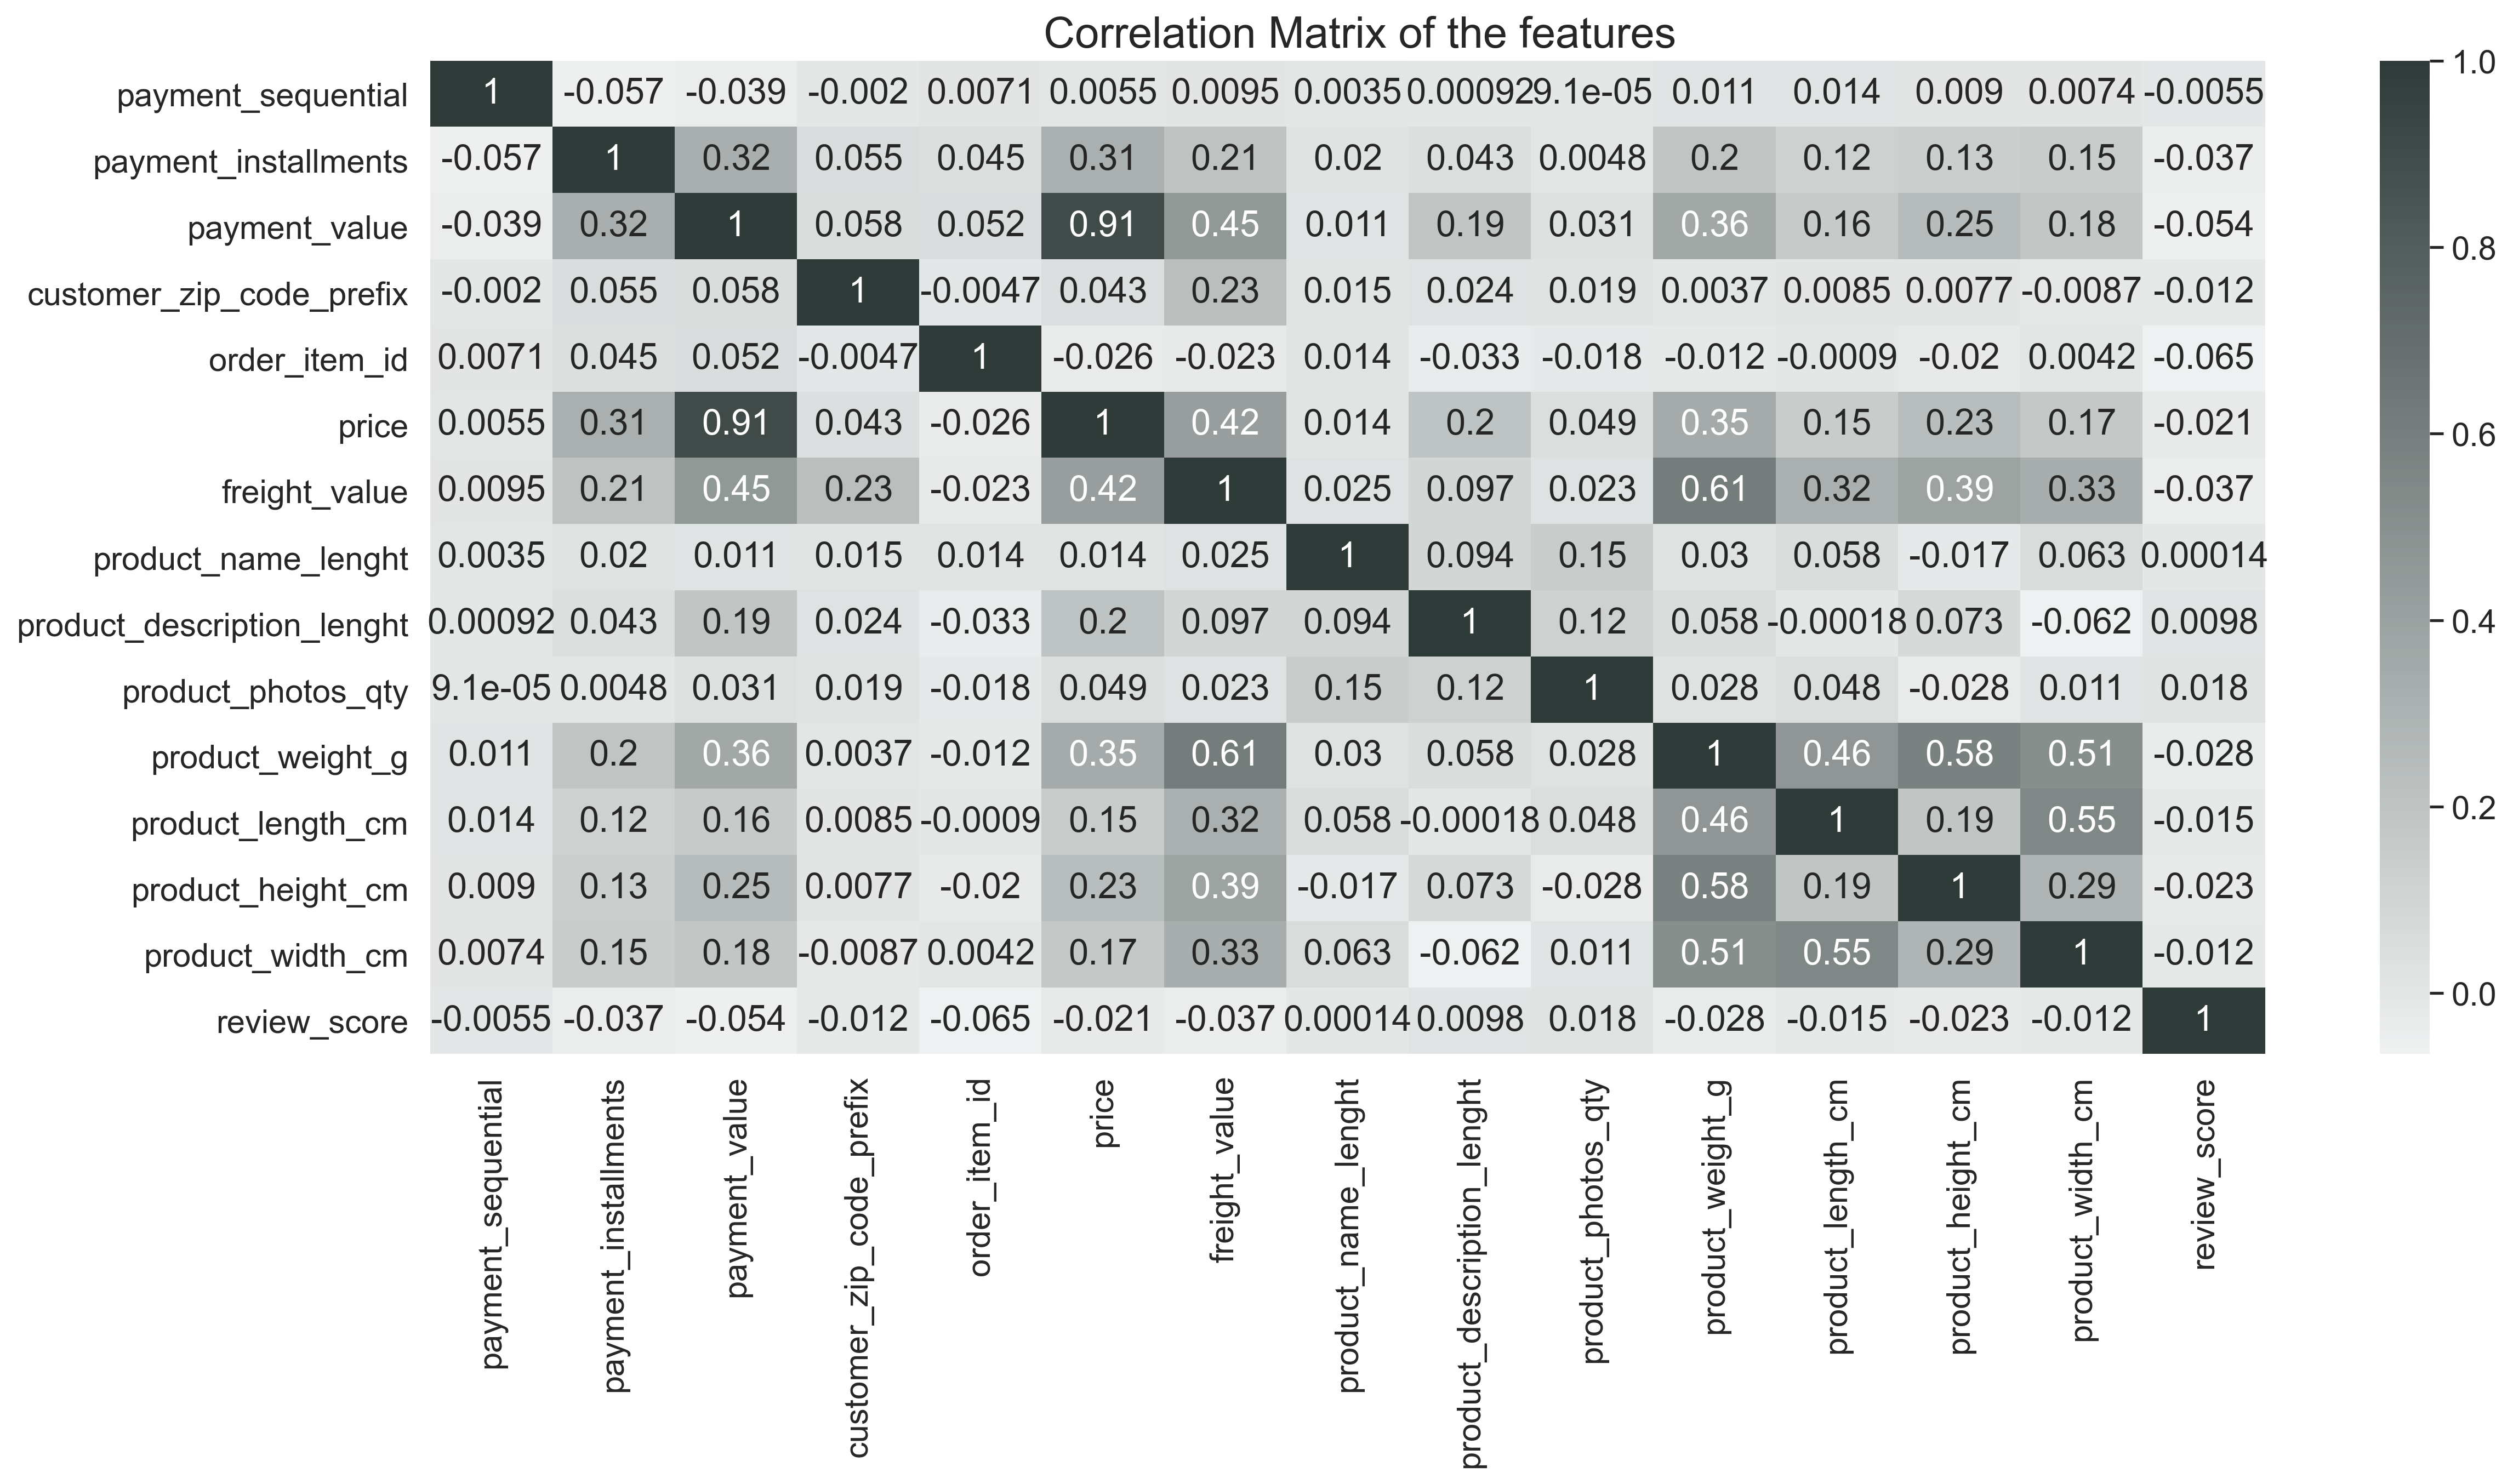 Correlation Matrix of the features
payment_sequential 1 -0.057 -0.039 -0.002 0.0071 0.0055 0.0095 0.0035 0.00092 9.1e-05 0.011 0.014 0.009 0.0074 -0.0055
payment_installments -0.057 1 0.32 0.055 0.045 0.31 0.21 0.02 0.043 0.0048 0.2 0.12 0.13 0.15 -0.037
payment_value -0.039 0.32 1 0.058 0.052 0.91 0.45 0.011 0.19 0.031 0.36 0.16 0.25 0.18 -0.054
customer_zip_code_prefix -0.002 0.055 0.058 1 -0.0047 0.043 0.23 0.015 0.024 0.019 0.0037 0.0085 0.0077 -0.0087 -0.012
order_item_id 0.0071 0.045 0.052 -0.0047 1 -0.026 -0.023 0.014 -0.033 -0.018 -0.012 -0.0009 -0.02 0.0042 -0.065
price 0.0055 0.31 0.91 0.043 -0.026 1 0.42 0.014 0.2 0.049 0.35 0.15 0.23 0.17 -0.021
freight_value 0.0095 0.21 0.45 0.23 -0.023 0.42 1 0.025 0.097 0.023 0.61 0.32 0.39 0.33 -0.037
product_name_lenght 0.0035 0.02 0.011 0.015 0.014 0.014 0.025 1 0.094 0.15 0.03 0.058 -0.017 0.063 0.00014
product_description_lenght 0.00092 0.043 0.19 0.024 -0.033 0.2 0.097 0.094 1 0.12 0.058 -0.00018 0.073 -0.062 0.0098
product_photos_qty 9.1e-05 0.0048 0.031 0.019 -0.018 0.049 0.023 0.15 0.12 1 0.028 0.048 -0.028 0.011 0.018
product_weight_g 0.011 0.2 0.36 0.0037 -0.012 0.35 0.61 0.03 0.058 0.028 1 0.46 0.58 0.51 -0.028
product_length_cm 0.014 0.12 0.16 0.0085 -0.0009 0.15 0.32 0.058 -0.00018 0.048 0.46 1 0.19 0.55 -0.015
product_height_cm 0.009 0.13 0.25 0.0077 -0.02 0.23 0.39 -0.017 0.073 -0.028 0.58 0.19 1 0.29 -0.023
product_width_cm 0.0074 0.15 0.18 -0.0087 0.0042 0.17 0.33 0.063 -0.062 0.011 0.51 0.55 0.29 1 -0.012
review_score -0.0055 -0.037 -0.054 -0.012 -0.065 -0.021 -0.037 0.00014 0.0098 0.018 -0.028 -0.015 -0.023 -0.012 1
payment_sequential
payment_installments
payment_value
customer_zip_code_prefix
order_item_id
price
freight_value
product_name_lenght
product_description_lenght
product_photos_qty
product_weight_g
product_length_cm
product_height_cm
product_width_cm
review_score
1.0
0.8
0.6
0.4
0.2
0.0